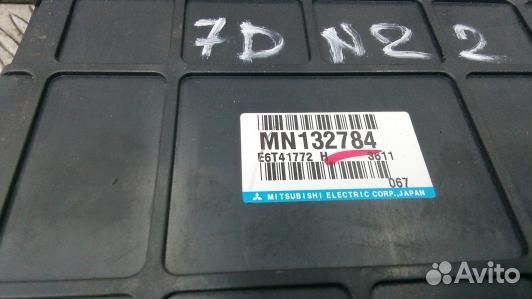 7D N22
MN132784
E6T41772 H 3611
067
MITSUBISHI ELECTRIC CORP., JAPAN
Avito